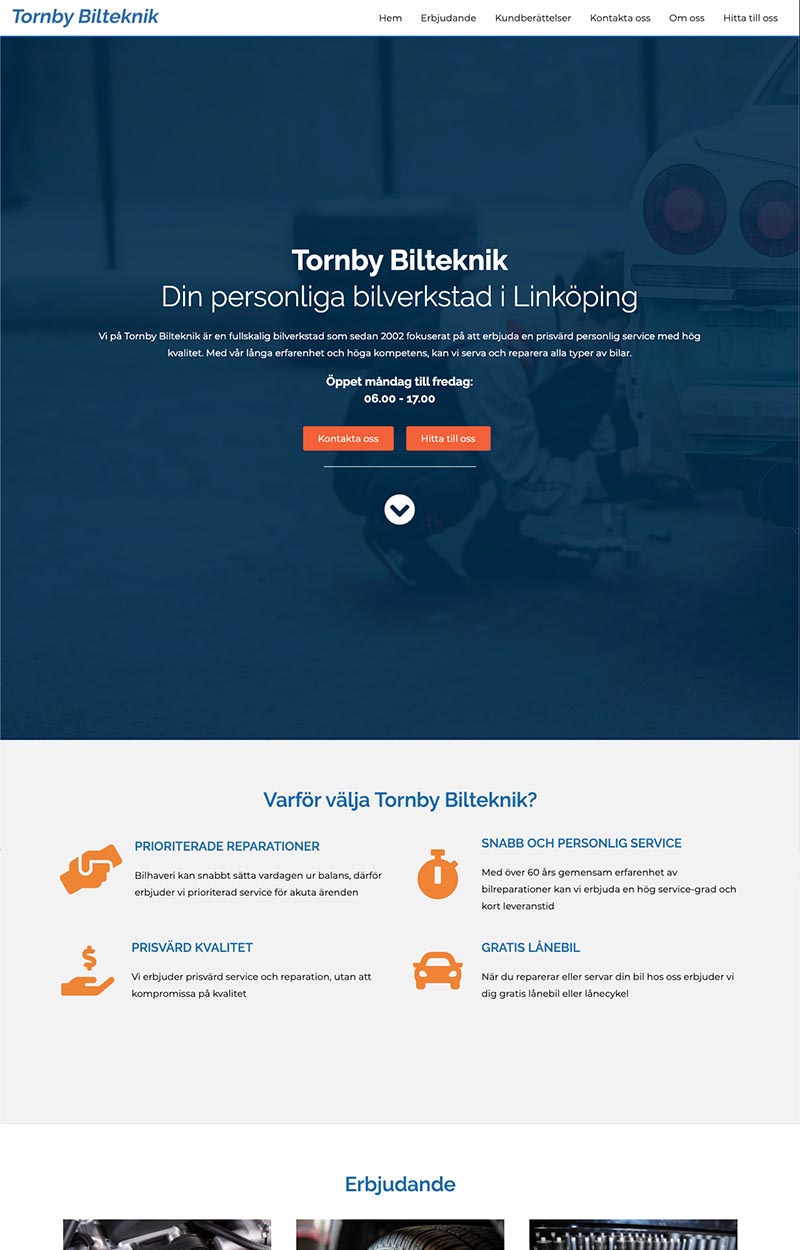 Tornby Bilteknik
Hem Erbjudande Kundberättelser Kontakta oss Om oss Hitta till oss
Tornby Bilteknik
Din personliga bilverkstad i Linköping
Vi på Tornby Bilteknik är en fullskalig bilverkstad som sedan 2002 fokuserat på att erbjuda en prisvärd personlig service med hög
kvalitet. Med vår långa erfarenhet och höga kompetens, kan vi serva och reparera alla typer av bilar.
Öppet måndag till fredag:
06.00 - 17.00
Kontakta oss Hitta till oss
Varför välja Tornby Bilteknik?
PRIORITERADE REPARATIONER
Bilhaveri kan snabbt sätta vardagen ur balans, därför
erbjuder vi prioriterad service för akuta ärenden
SNABB OCH PERSONLIG SERVICE
Med över 60 års gemensam erfarenhet av
bilreparationer kan vi erbjuda en hög service-grad och
kort leveranstid
PRISVÄRD KVALITET
Vi erbjuder prisvärd service och reparation, utan att
kompromissa på kvalitet
GRATIS LÅNEBIL
När du reparerar eller servar din bil hos oss erbjuder vi
dig gratis lånebil eller lånecykel
Erbjudande